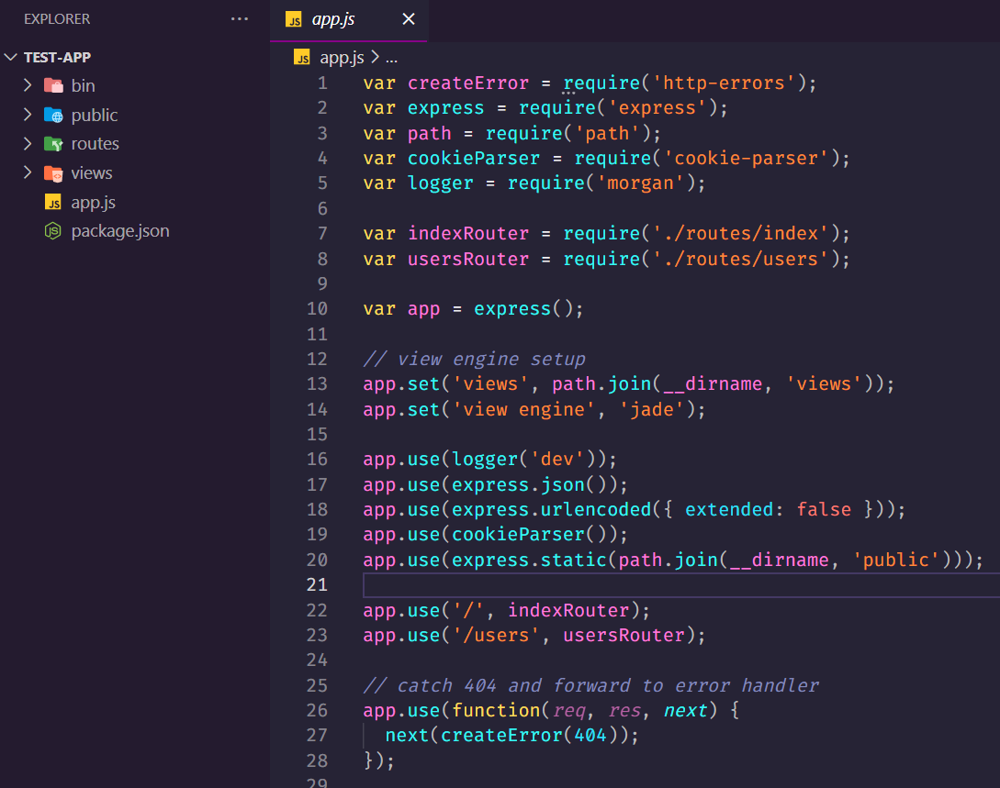 EXPLORER ...
TEST-APP
bin
public
routes
views
JS app.js
JS package.json
JS app.js ×
JS app.js > ...
1 var createError = require('http-errors');
2 var express = require('express');
3 var path = require('path');
4 var cookieParser = require('cookie-parser');
5 var logger = require('morgan');
6
7 var indexRouter = require('./routes/index');
8 var usersRouter = require('./routes/users');
9
10 var app = express();
11
12 // view engine setup
13 app.set('views', path.join(__dirname, 'views'));
14 app.set('view engine', 'jade');
15
16 app.use(logger('dev'));
17 app.use(express.json());
18 app.use(express.urlencoded({ extended: false }));
19 app.use(cookieParser());
20 app.use(express.static(path.join(__dirname, 'public')));
21
22 app.use('/', indexRouter);
23 app.use('/users', usersRouter);
24
25 // catch 404 and forward to error handler
26 app.use(function(req, res, next) {
27   next(createError(404));
28 });
29